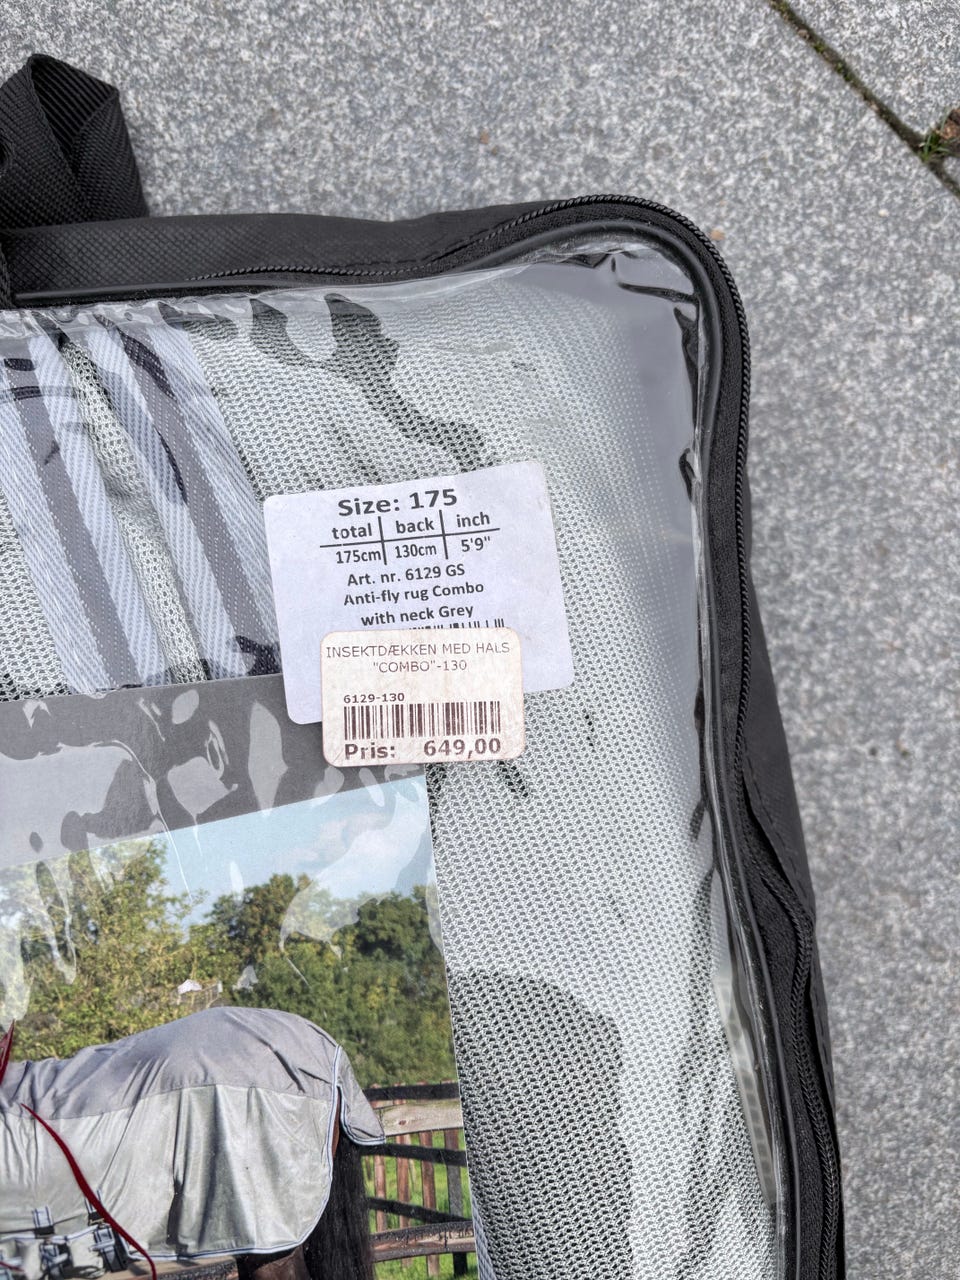 Size: 175
total back inch
175cm 130cm 5'9"
Art. nr. 6129 GS
Anti-fly rug Combo
with neck Grey
INSEKTDÆKKEN MED HALS
"COMBO"-130
6129-130
Pris: 649,00